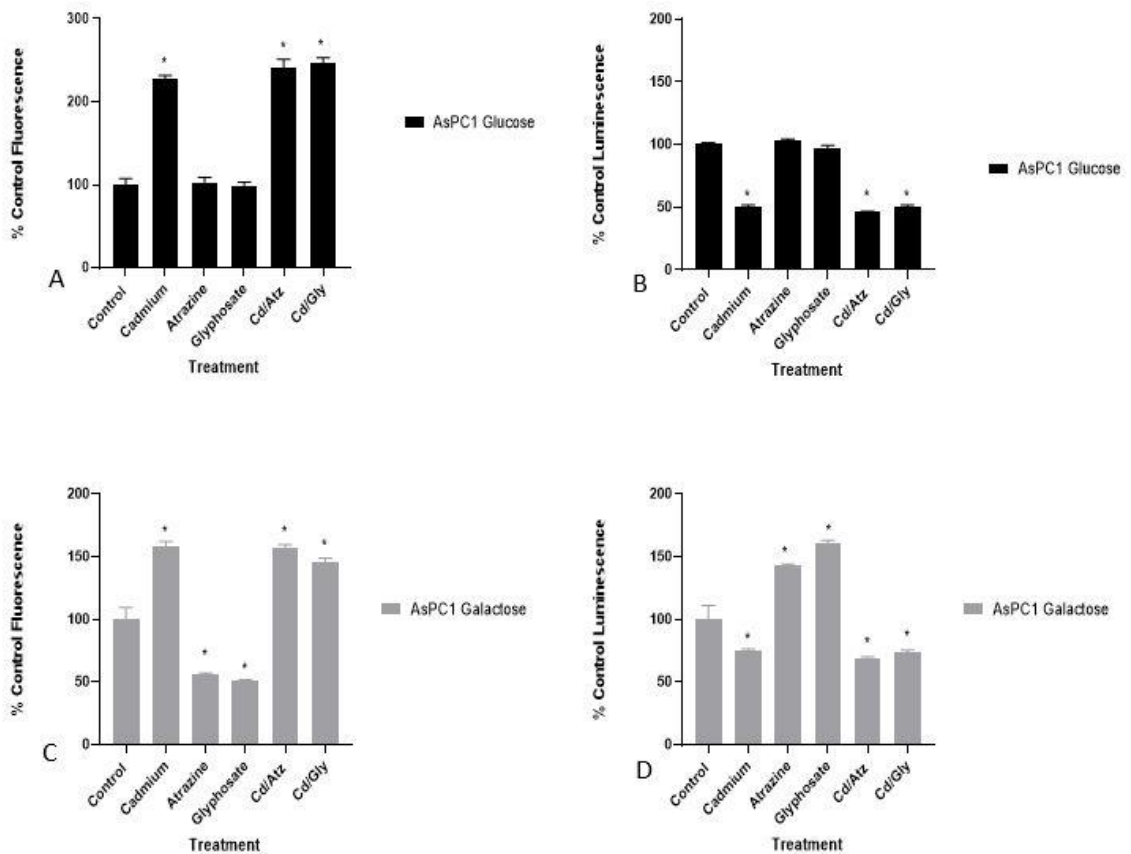 % Control Fluorescence
300
200
100
0
*
*
*
AsPC1 Glucose
A
Control
Cadmium
Atrazine
Glyphosate
Cd/Atz
Cd/Gly
Treatment
% Control Luminescence
200
150
100
50
0
*
*
*
AsPC1 Glucose
B
Control
Cadmium
Atrazine
Glyphosate
Cd/Atz
Cd/Gly
Treatment
% Control Fluorescence
200
150
100
50
0
*
*
*
*
*
AsPC1 Galactose
C
Control
Cadmium
Atrazine
Glyphosate
Cd/Atz
Cd/Gly
Treatment
% Control Luminescence
200
150
100
50
0
*
*
*
*
*
AsPC1 Galactose
D
Control
Cadmium
Atrazine
Glyphosate
Cd/Atz
Cd/Gly
Treatment